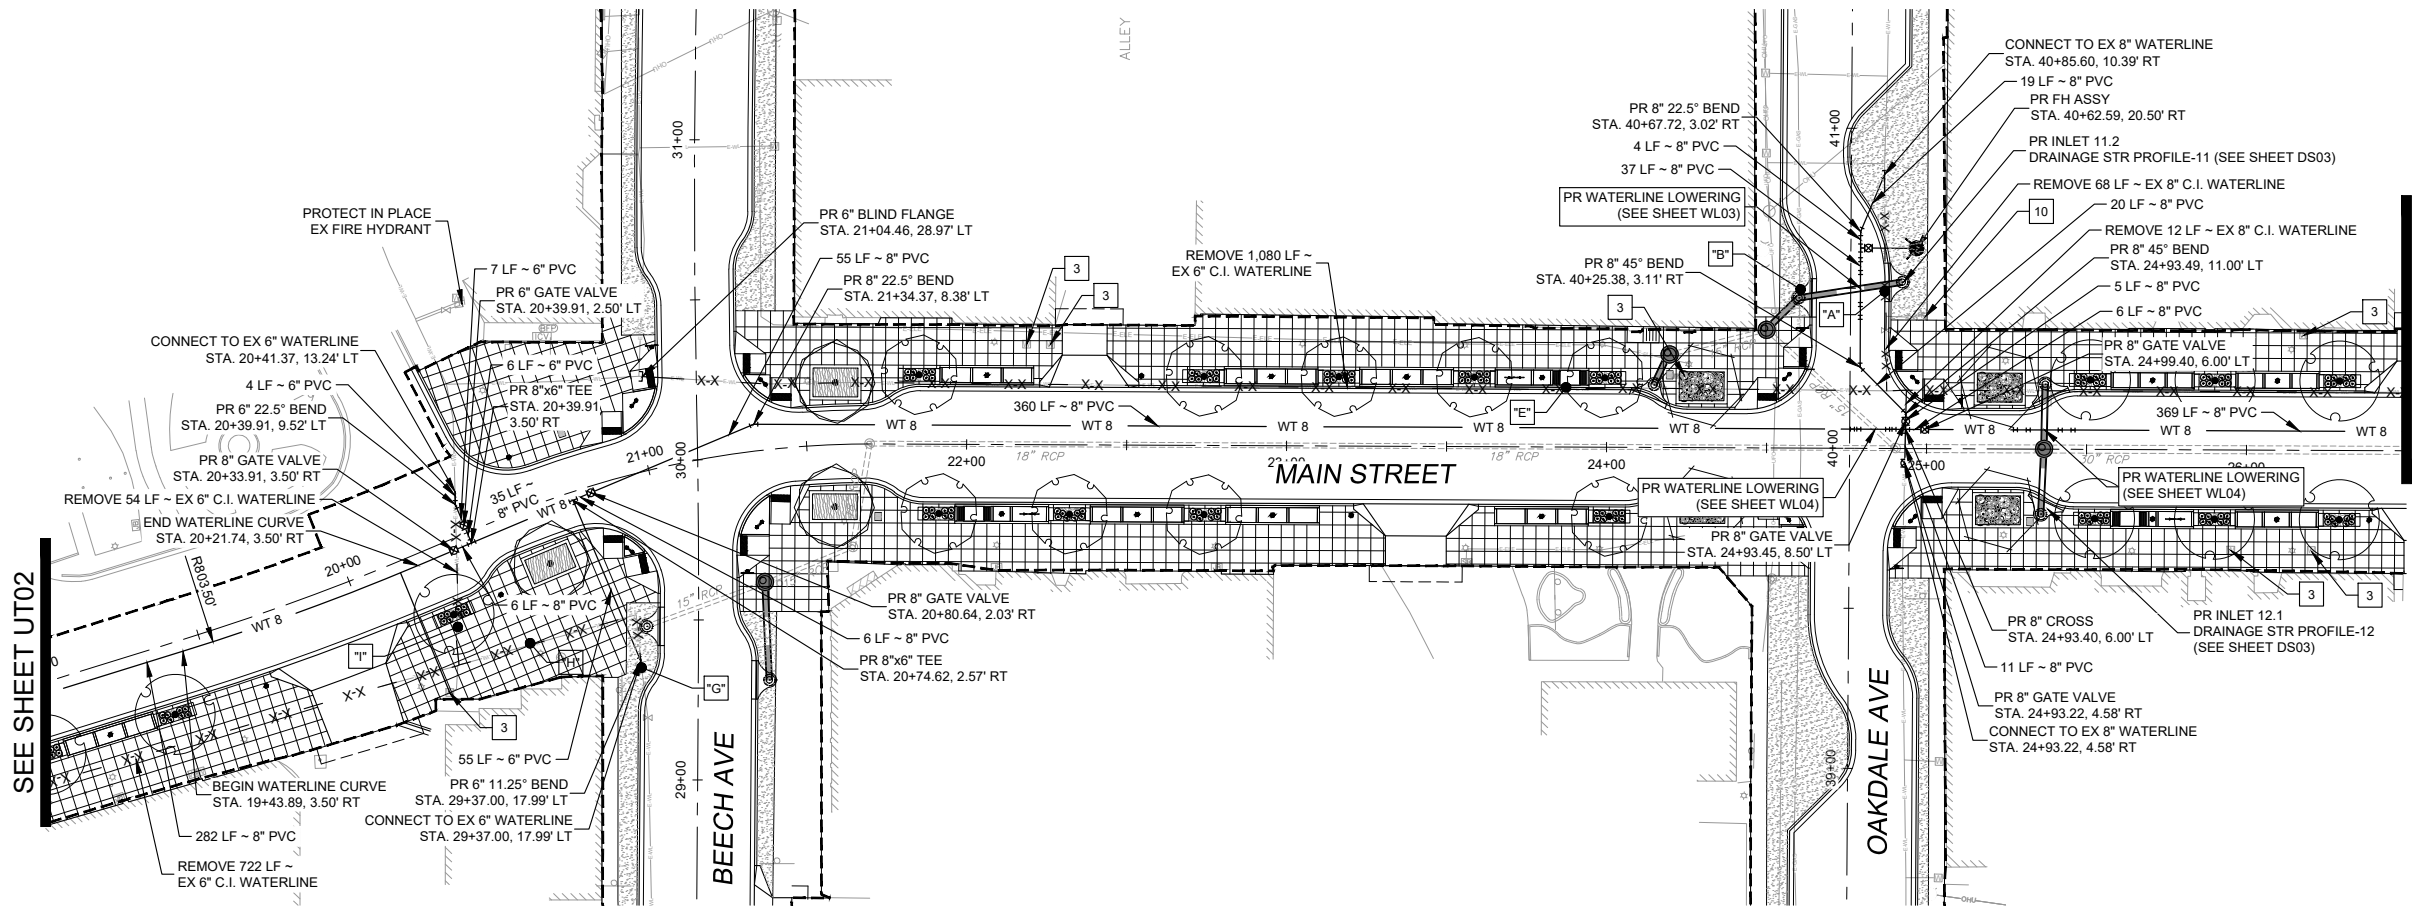 SEE SHEET UT02
PROTECT IN PLACE
EX FIRE HYDRANT
7 LF ~ 6" PVC
PR 6" GATE VALVE
STA. 20+39.91, 2.50' LT
CONNECT TO EX 6" WATERLINE
STA. 20+41.37, 13.24' LT
4 LF ~ 6" PVC
PR 6" 22.5° BEND
STA. 20+39.91, 9.52' LT
PR 8" GATE VALVE
STA. 20+33.91, 3.50' RT
REMOVE 54 LF ~ EX 6" C.I. WATERLINE
END WATERLINE CURVE
STA. 20+21.74, 3.50' RT
6 LF ~ 6" PVC
PR 8"x6" TEE
STA. 20+39.91
3.50' RT
BFP
ICV
R803.50'
20+00
WT 8
35 LF ~
8" PVC
WT 8
21+00
6 LF ~ 8" PVC
"I"
"H"
"G"
3
55 LF ~ 6" PVC
PR 6" 11.25° BEND
STA. 29+37.00, 17.99' LT
CONNECT TO EX 6" WATERLINE
STA. 29+37.00, 17.99' LT
BEGIN WATERLINE CURVE
STA. 19+43.89, 3.50' RT
282 LF ~ 8" PVC
REMOVE 722 LF ~
EX 6" C.I. WATERLINE
31+00
30+00
29+00
BEECH AVE
15" RCP
PR 6" BLIND FLANGE
STA. 21+04.46, 28.97' LT
55 LF ~ 8" PVC
PR 8" 22.5° BEND
STA. 21+34.37, 8.38' LT
ALLEY
3
3
REMOVE 1,080 LF ~
EX 6" C.I. WATERLINE
360 LF ~ 8" PVC
WT 8
WT 8
WT 8
WT 8
WT 8
"E"
22+00
18" RCP
23+00
18" RCP
24+00
MAIN STREET
PR 8" GATE VALVE
STA. 20+80.64, 2.03' RT
6 LF ~ 8" PVC
PR 8"x6" TEE
STA. 20+74.62, 2.57' RT
PR 8" 22.5° BEND
STA. 40+67.72, 3.02' RT
4 LF ~ 8" PVC
37 LF ~ 8" PVC
PR WATERLINE LOWERING
(SEE SHEET WL03)
"B"
PR 8" 45° BEND
STA. 40+25.38, 3.11' RT
3
"A"
41+00
40+00
39+00
OAKDALE AVE
CONNECT TO EX 8" WATERLINE
STA. 40+85.60, 10.39' RT
19 LF ~ 8" PVC
PR FH ASSY
STA. 40+62.59, 20.50' RT
PR INLET 11.2
DRAINAGE STR PROFILE-11 (SEE SHEET DS03)
REMOVE 68 LF ~ EX 8" C.I. WATERLINE
10
20 LF ~ 8" PVC
REMOVE 12 LF ~ EX 8" C.I. WATERLINE
PR 8" 45° BEND
STA. 24+93.49, 11.00' LT
5 LF ~ 8" PVC
6 LF ~ 8" PVC
3
PR 8" GATE VALVE
STA. 24+99.40, 6.00' LT
369 LF ~ 8" PVC
WT 8
WT 8
WT 8
25+00
26+00
PR WATERLINE LOWERING
(SEE SHEET WL04)
PR WATERLINE LOWERING
(SEE SHEET WL04)
PR 8" GATE VALVE
STA. 24+93.45, 8.50' LT
3
3
PR INLET 12.1
DRAINAGE STR PROFILE-12
(SEE SHEET DS03)
PR 8" CROSS
STA. 24+93.40, 6.00' LT
11 LF ~ 8" PVC
PR 8" GATE VALVE
STA. 24+93.22, 4.58' RT
CONNECT TO EX 8" WATERLINE
STA. 24+93.22, 4.58' RT